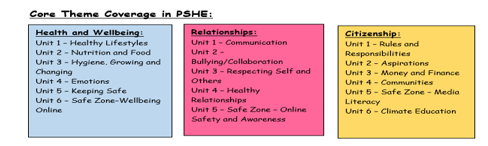 Core Theme Coverage in PSHE:
Health and Wellbeing:
Unit 1 – Healthy Lifestyles
Unit 2 – Nutrition and Food
Unit 3 – Hygiene, Growing and
Changing
Unit 4 – Emotions
Unit 5 – Keeping Safe
Unit 6 – Safe Zone-Wellbeing
Online
Relationships:
Unit 1 – Communication
Unit 2 –
Bullying/Collaboration
Unit 3 – Respecting Self and
Others
Unit 4 – Healthy
Relationships
Unit 5 – Safe Zone – Online
Safety and Awareness
Citizenship:
Unit 1 – Rules and
Responsibilities
Unit 2 – Aspirations
Unit 3 – Money and Finance
Unit 4 – Communities
Unit 5 – Safe Zone – Media
Literacy
Unit 6 – Climate Education